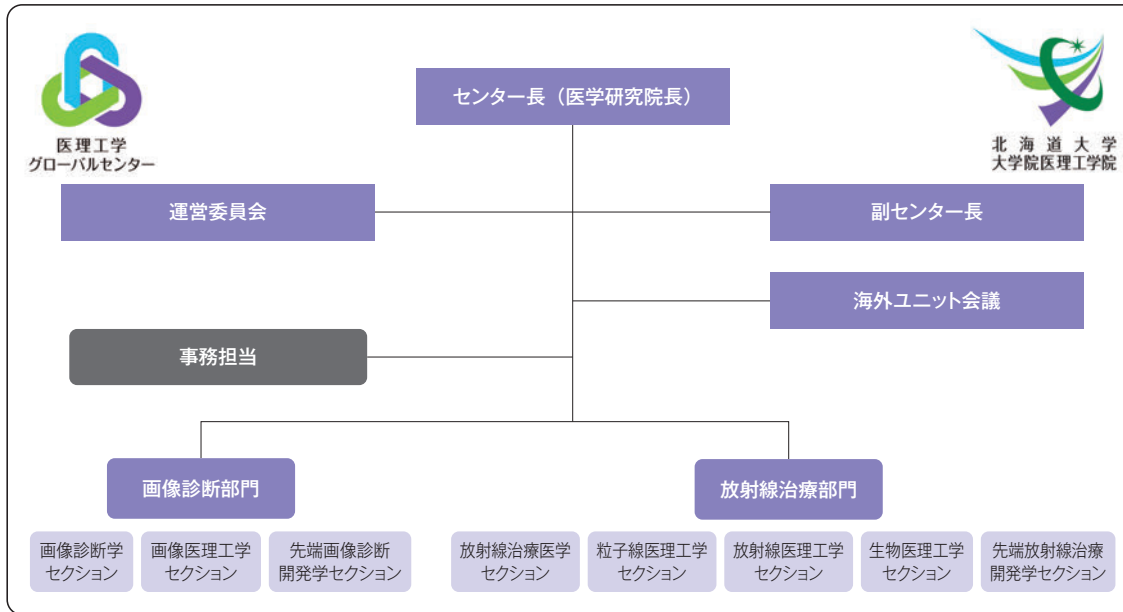 センター長（医学研究院長）
医理工学
グローバルセンター
北海道大学
大学院医理工学院
運営委員会
副センター長
海外ユニット会議
事務担当
画像診断部門
放射線治療部門
画像診断学
セクション
画像医理工学
セクション
先端画像診断
開発学セクション
放射線治療医学
セクション
粒子線医理工学
セクション
放射線医理工学
セクション
生物医理工学
セクション
先端放射線治療
開発学セクション